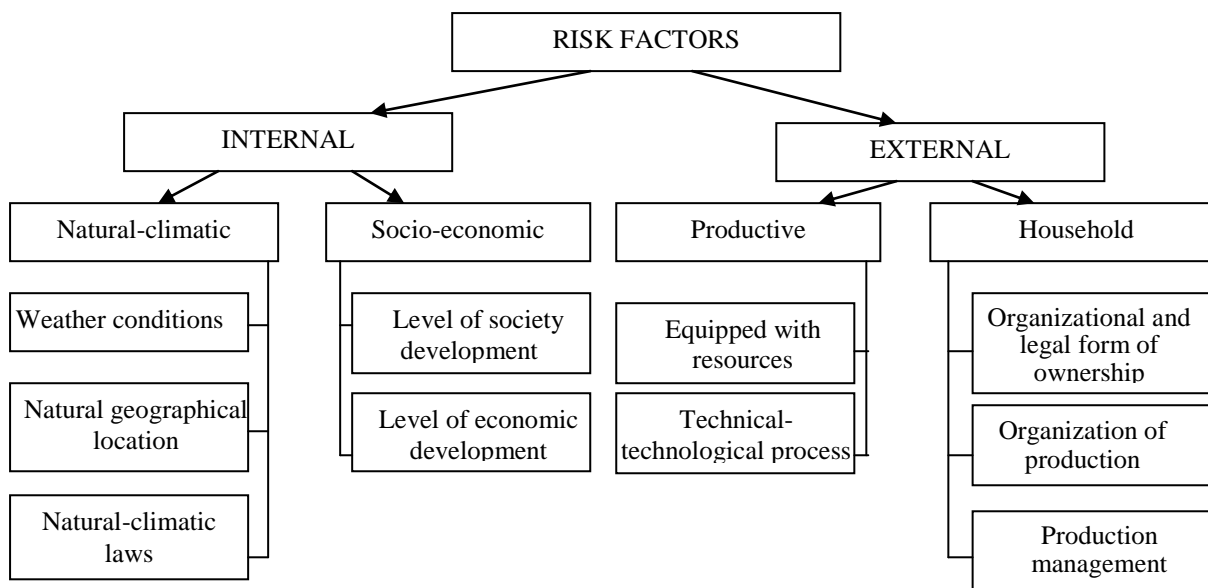 RISK FACTORS
INTERNAL
EXTERNAL
Natural-climatic
Socio-economic
Productive
Household
Weather conditions
Natural geographical
location
Natural-climatic
laws
Level of society
development
Level of economic
development
Equipped with
resources
Technical-
technological process
Organizational and
legal form of
ownership
Organization of
production
Production
management